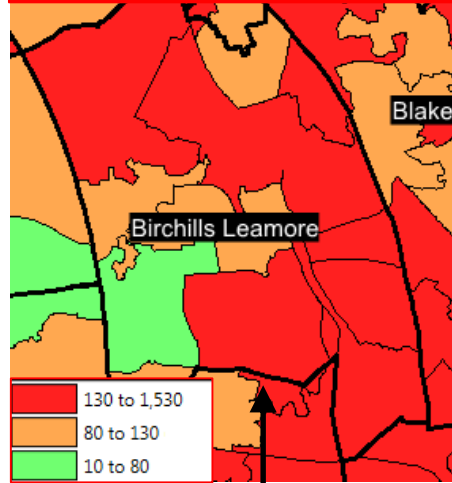 Blake
Birchills Leamore
130 to 1,530
80 to 130
10 to 80